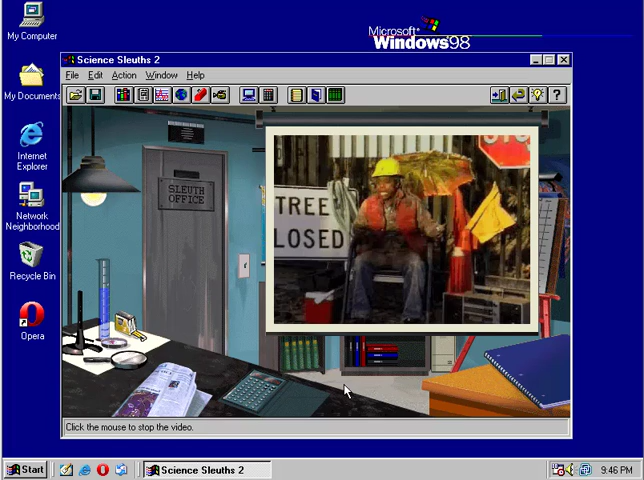 My Computer
Microsoft
Windows 98
Science Sleuths 2
File Edit Action Window Help
My Documents
SLEUTH
OFFICE
TREE
LOSED
Internet
Explorer
Network
Neighborhood
Recycle Bin
Opera
Click the mouse to stop the video.
Start
Science Sleuths 2
9:46 PM